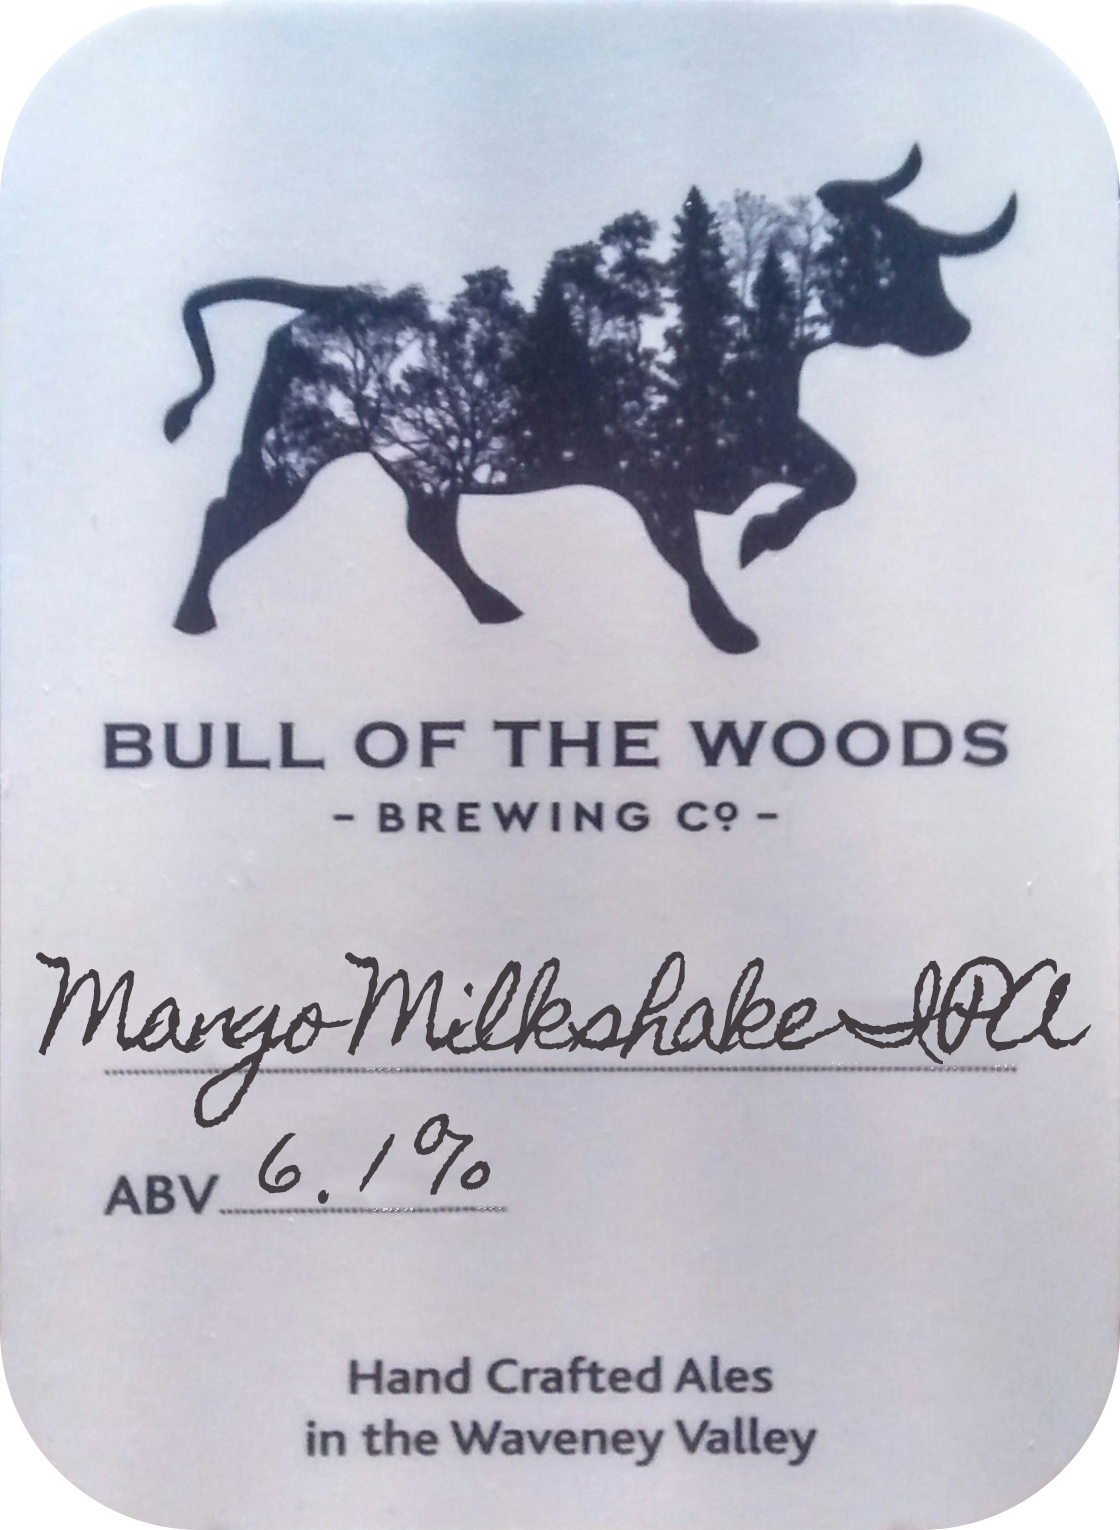 BULL OF THE WOODS
- BREWING Cº -
Mango Milkshake IPA
ABV 6.1%
Hand Crafted Ales
in the Waveney Valley